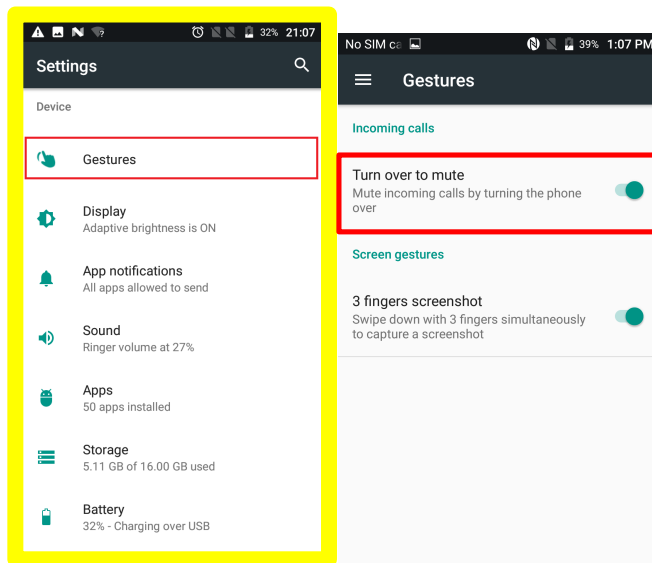 32% 21:07
Settings
Device
Gestures
Display
Adaptive brightness is ON
App notifications
All apps allowed to send
Sound
Ringer volume at 27%
Apps
50 apps installed
Storage
5.11 GB of 16.00 GB used
Battery
32% - Charging over USB
No SIM ca 39% 1:07 PM
Gestures
Incoming calls
Turn over to mute
Mute incoming calls by turning the phone
over
Screen gestures
3 fingers screenshot
Swipe down with 3 fingers simultaneously
to capture a screenshot